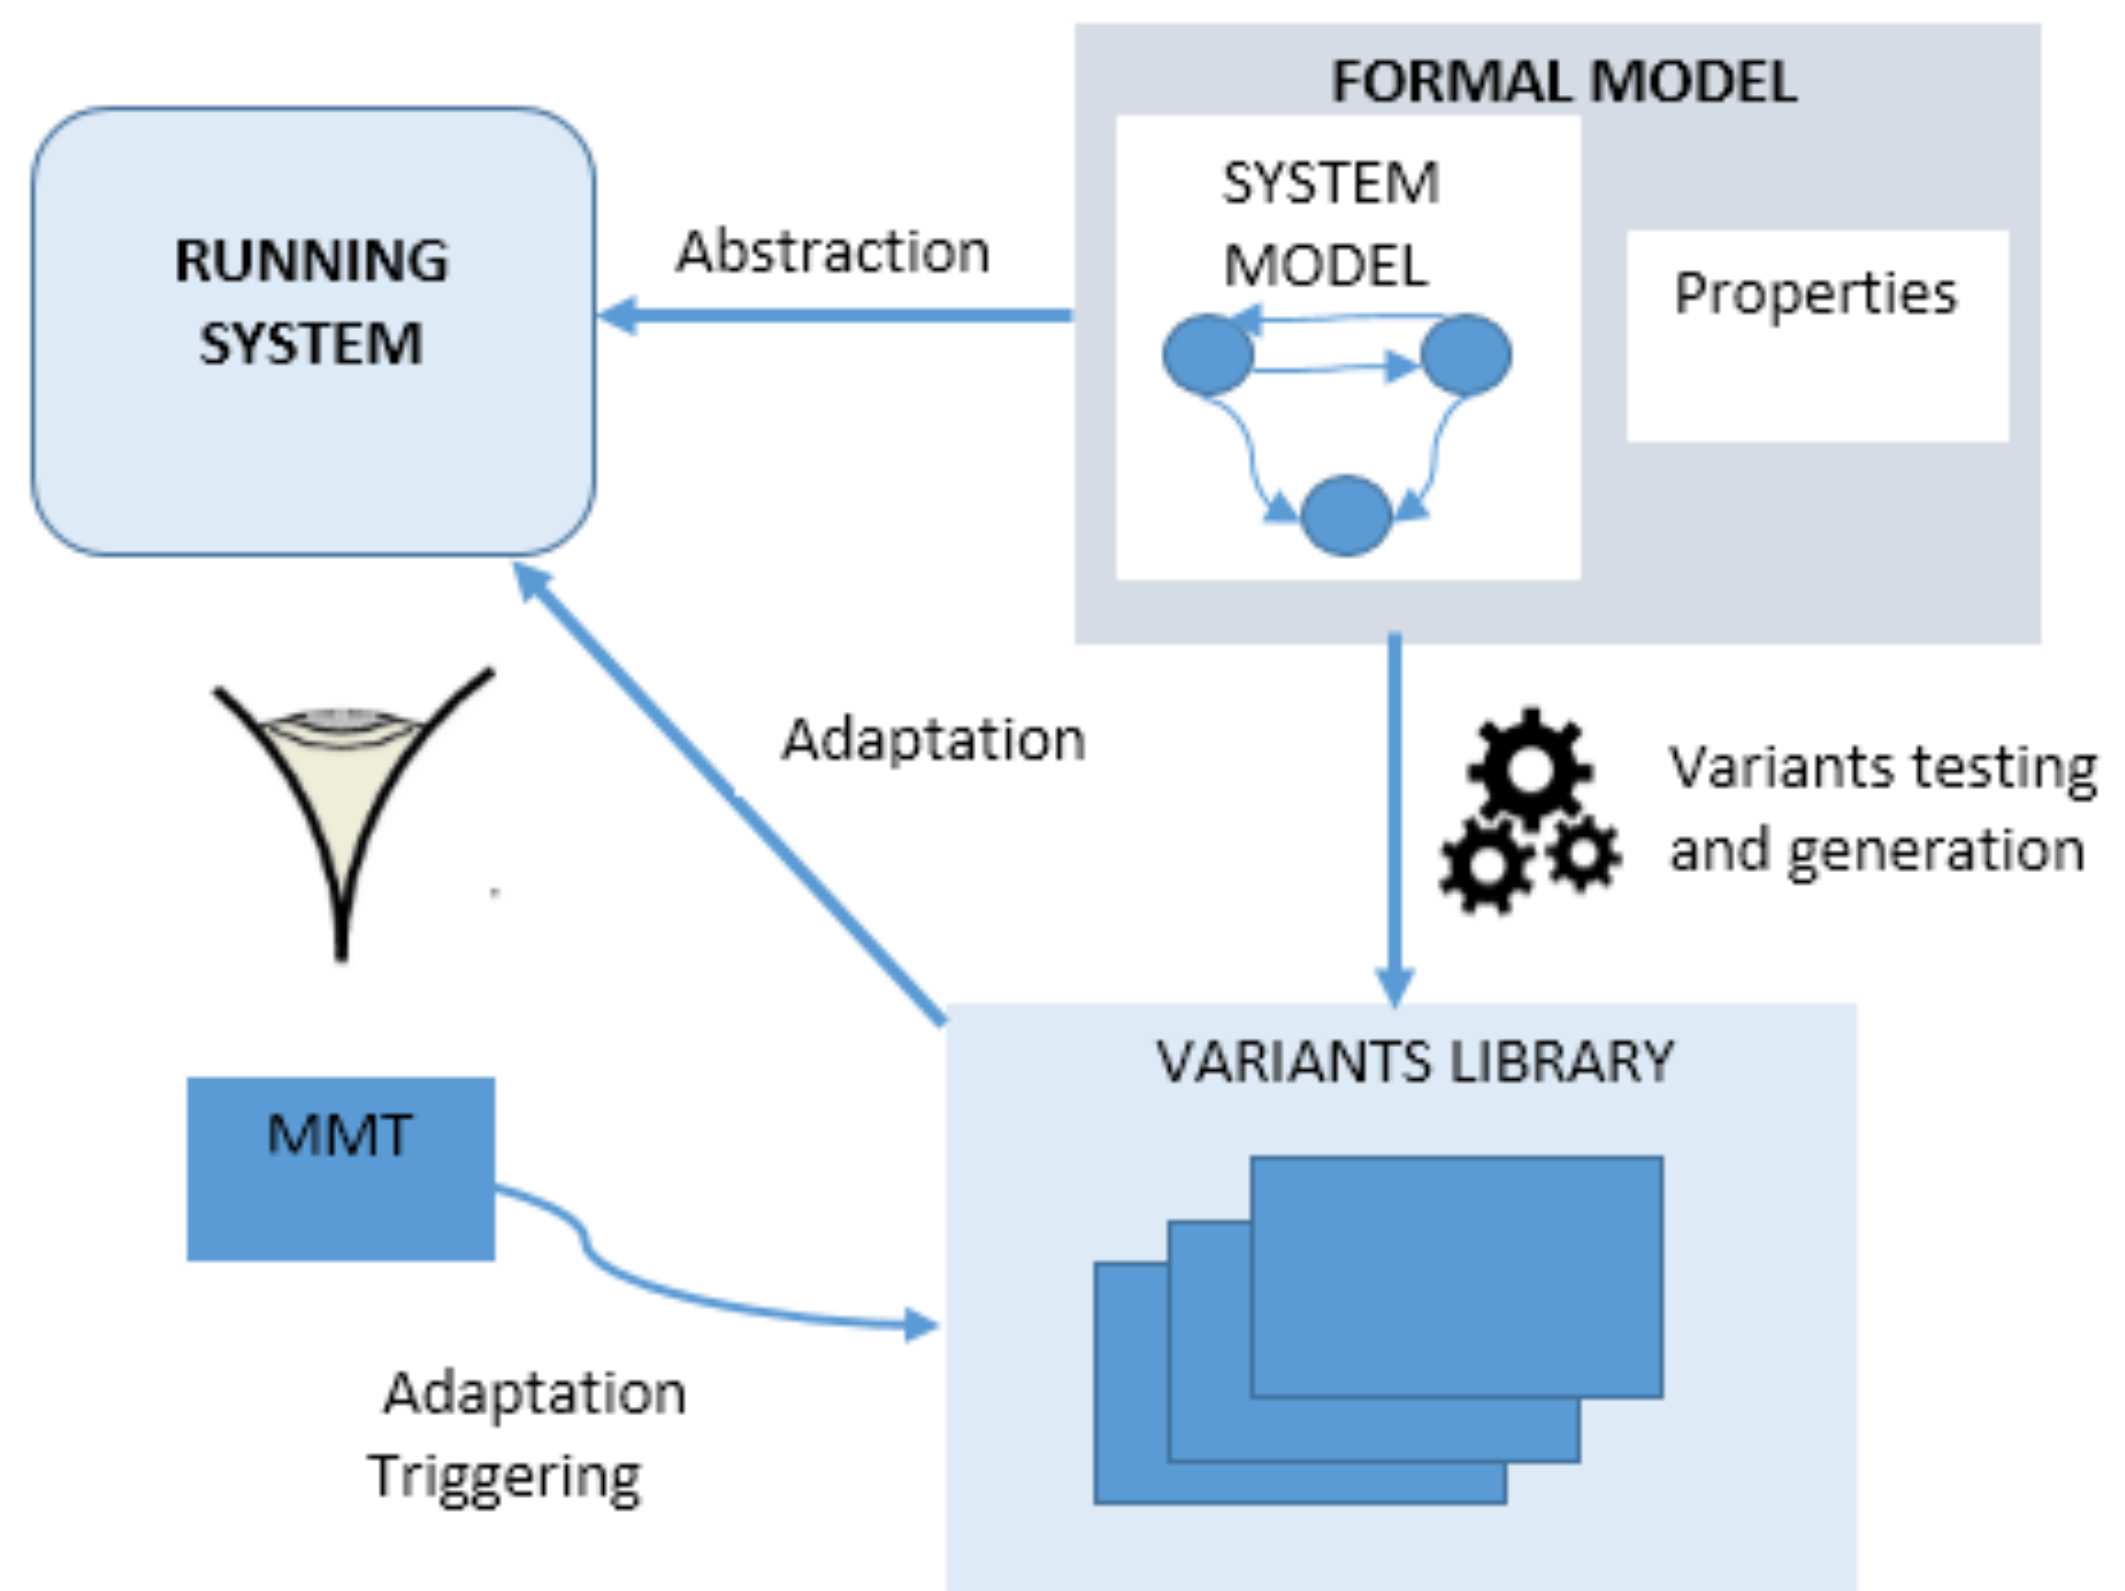 FORMAL MODEL
SYSTEM
MODEL
Properties
RUNNING
SYSTEM
Abstraction
Adaptation
Variants testing
and generation
VARIANTS LIBRARY
MMT
Adaptation
Triggering